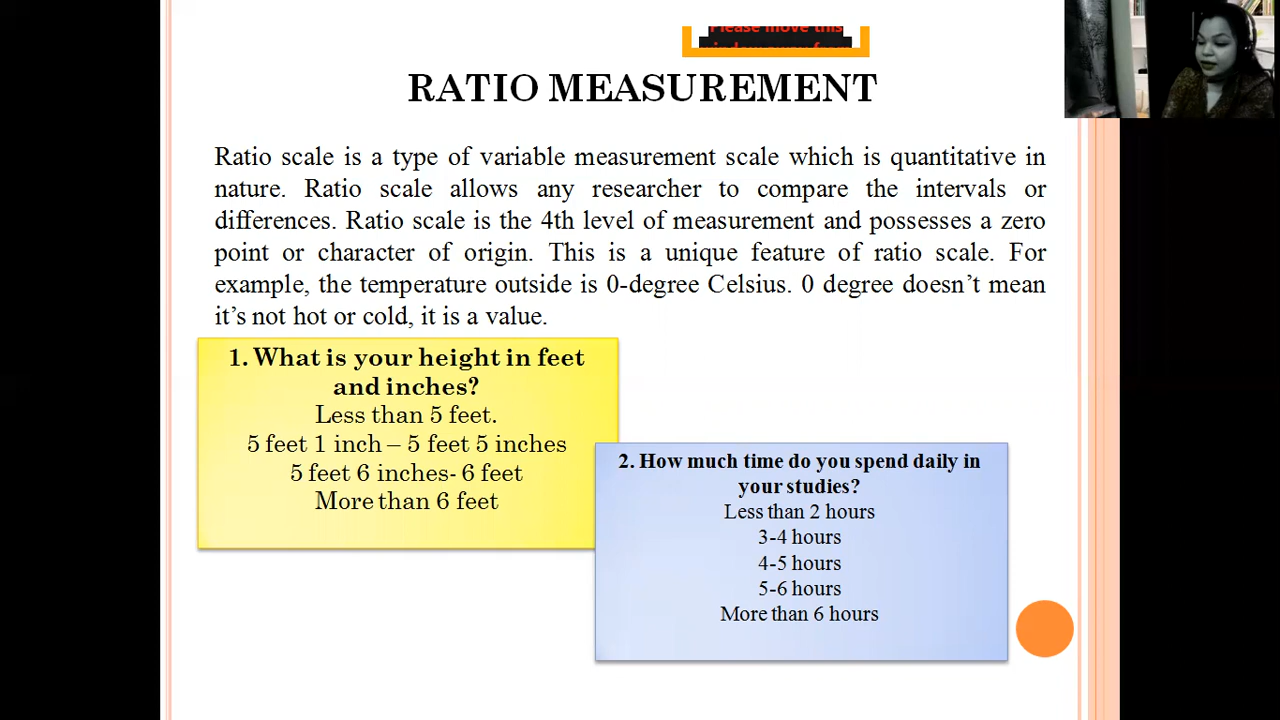 Please move this
RATIO MEASUREMENT
Ratio scale is a type of variable measurement scale which is quantitative in
nature. Ratio scale allows any researcher to compare the intervals or
differences. Ratio scale is the 4th level of measurement and possesses a zero
point or character of origin. This is a unique feature of ratio scale. For
example, the temperature outside is 0-degree Celsius. 0 degree doesn’t mean
it’s not hot or cold, it is a value.
1. What is your height in feet
and inches?
Less than 5 feet.
5 feet 1 inch – 5 feet 5 inches
5 feet 6 inches- 6 feet
More than 6 feet
2. How much time do you spend daily in
your studies?
Less than 2 hours
3-4 hours
4-5 hours
5-6 hours
More than 6 hours